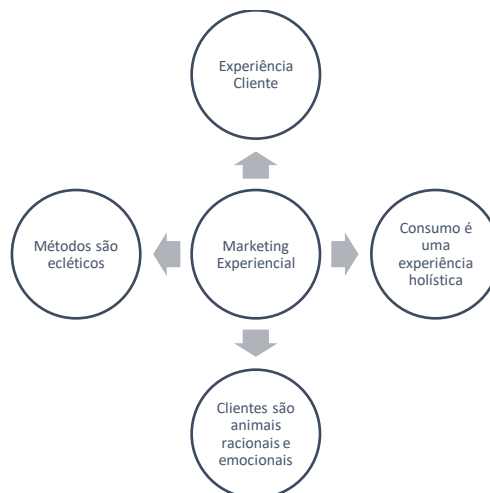 Experiência
Cliente
Métodos são
ecléticos
Marketing
Experiencial
Consumo é
uma
experiência
holística
Clientes são
animais
racionais e
emocionais